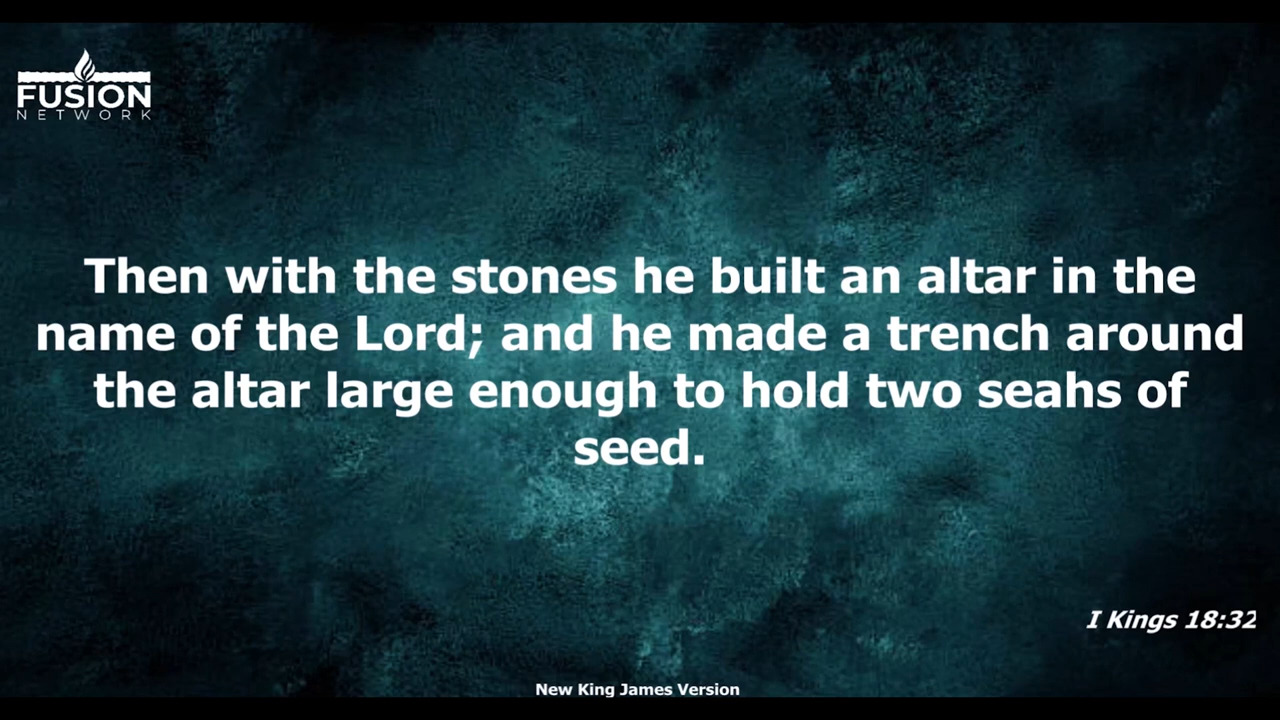 FUSION
NETWORK
Then with the stones he built an altar in the
name of the Lord; and he made a trench around
the altar large enough to hold two seahs of
seed.
I Kings 18:32
New King James Version